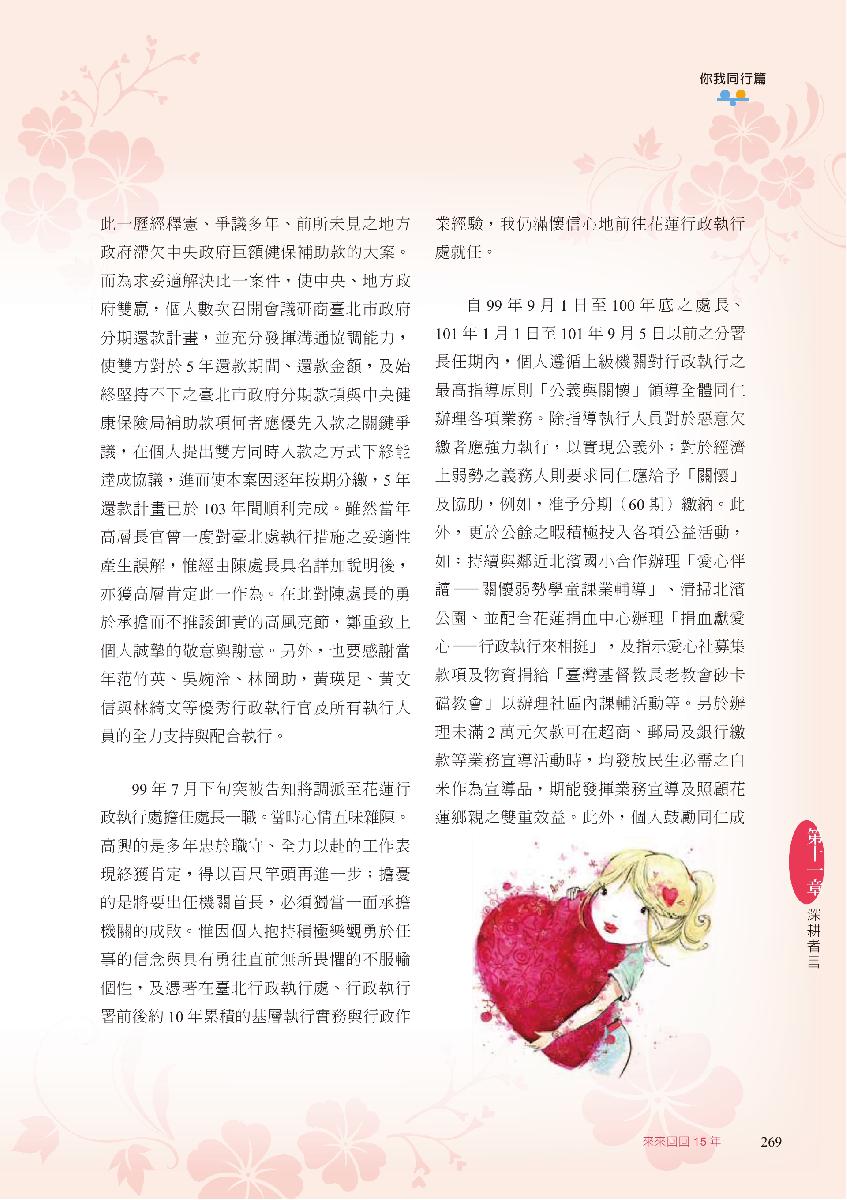 你我同行篇
此一歷經釋憲、爭議多年、前所未見之地方
政府滯欠中央政府巨額健保補助款的大案。
而為求妥適解決此一案件，使中央、地方政
府雙贏，個人數次召開會議研商臺北市政府
分期還款計畫，並充分發揮溝通協調能力，
使雙方對於 5 年還款期間、還款金額，及始
終堅持不下之臺北市政府分期款項與中央健
康保險局補助款項何者應優先入款之關鍵爭
議，在個人提出雙方同時入款之方式下終能
達成協議，進而使本案因逐年按期分繳，5 年
還款計畫已於 103 年間順利完成。雖然當年
高層長官曾一度對臺北處執行措施之妥適性
產生誤解，惟經由陳處長具名詳加說明後，
亦獲高層肯定此一作為。在此對陳處長的勇
於承擔而不推諉卸責的高風亮節，鄭重致上
個人誠摯的敬意與謝意。另外，也要感謝當
年范竹英、吳婉淦、林岡助，黃瑛足、黃文
信與林綺文等優秀行政執行官及所有執行人
員的全力支持與配合執行。
99 年 7 月下旬突被告知將調派至花蓮行
政執行處擔任處長一職。當時心情五味雜陳。
高興的是多年忠於職守、全力以赴的工作表
現終獲肯定，得以百尺竿頭再進一步；擔憂
的是將要出任機關首長，必須獨當一面承擔
機關的成敗。惟因個人抱持積極樂觀勇於任
事的信念與具有勇往直前無所畏懼的不服輸
個性，及憑著在臺北行政執行處、行政執行
署前後約 10 年累積的基層執行實務與行政作
業經驗，我仍滿懷信心地前往花蓮行政執行
處就任。
自 99 年 9 月 1 日至 100 年底之處長、
101 年 1 月 1 日至 101 年 9 月 5 日以前之分署
長任期內，個人遵循上級機關對行政執行之
最高指導原則「公義與關懷」領導全體同仁
辦理各項業務。除指導執行人員對於惡意欠
繳者應強力執行，以實現公義外；對於經濟
上弱勢之義務人則要求同仁應給予「關懷」
及協助，例如，准予分期（60 期）繳納。此
外，更於公餘之暇積極投入各項公益活動，
如：持續與鄰近北濱國小合作辦理「愛心伴
讀——關懷弱勢學童課業輔導」、清掃北濱
公園、並配合花蓮捐血中心辦理「捐血獻愛
心——行政執行來相挺」，及指示愛心社募集
款項及物資捐給「臺灣基督教長老教會砂卡
礑教會」以辦理社區內課輔活動等。另於辦
理未滿 2 萬元欠款可在超商、郵局及銀行繳
款等業務宣導活動時，均發放民生必需之白
米作為宣導品，期能發揮業務宣導及照顧花
蓮鄉親之雙重效益。此外，個人鼓勵同仁成
第十一章
深耕者三
來來回回 15 年
269